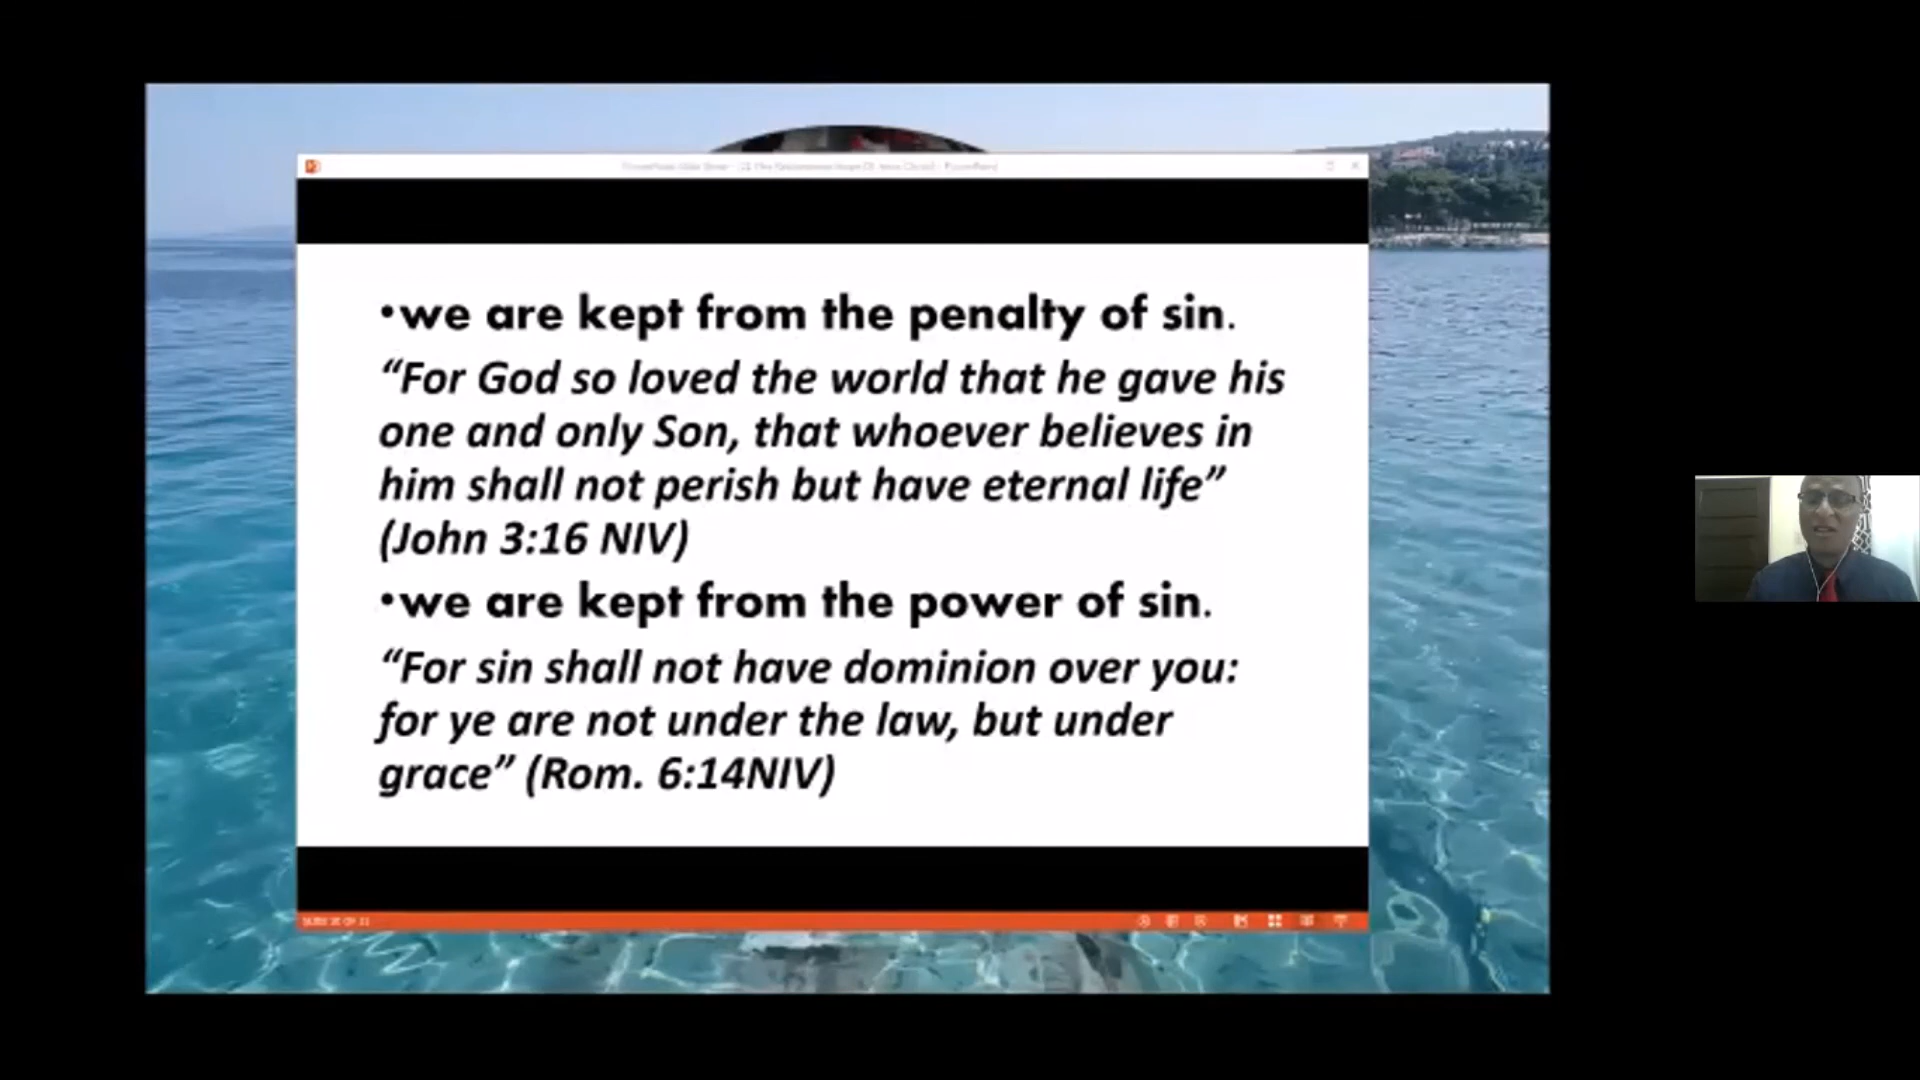 •we are kept from the penalty of sin.
“For God so loved the world that he gave his
one and only Son, that whoever believes in
him shall not perish but have eternal life”
(John 3:16 NIV)
•we are kept from the power of sin.
“For sin shall not have dominion over you:
for ye are not under the law, but under
grace” (Rom. 6:14NIV)